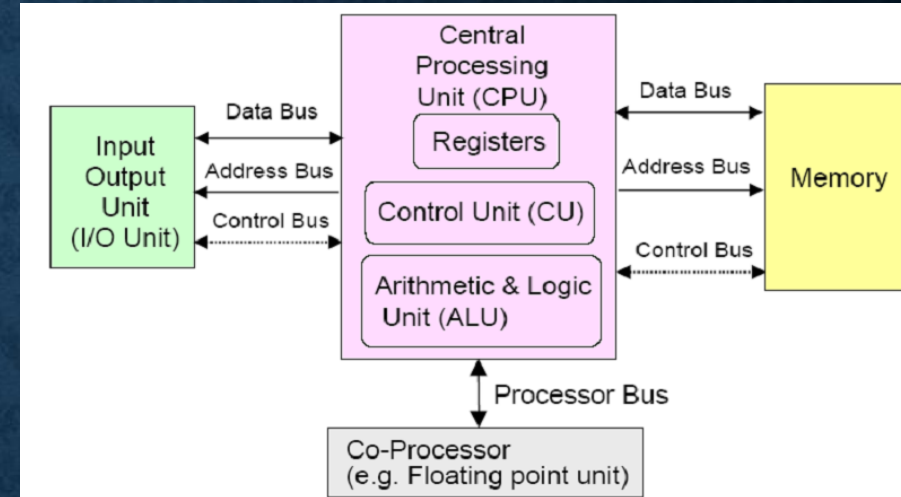 Central
Processing
Unit (CPU)
Registers
Control Unit (CU)
Arithmetic & Logic
Unit (ALU)
Data Bus
Address Bus
Control Bus
Input
Output
Unit
(I/O Unit)
Data Bus
Address Bus
Control Bus
Memory
Processor Bus
Co-Processor
(e.g. Floating point unit)